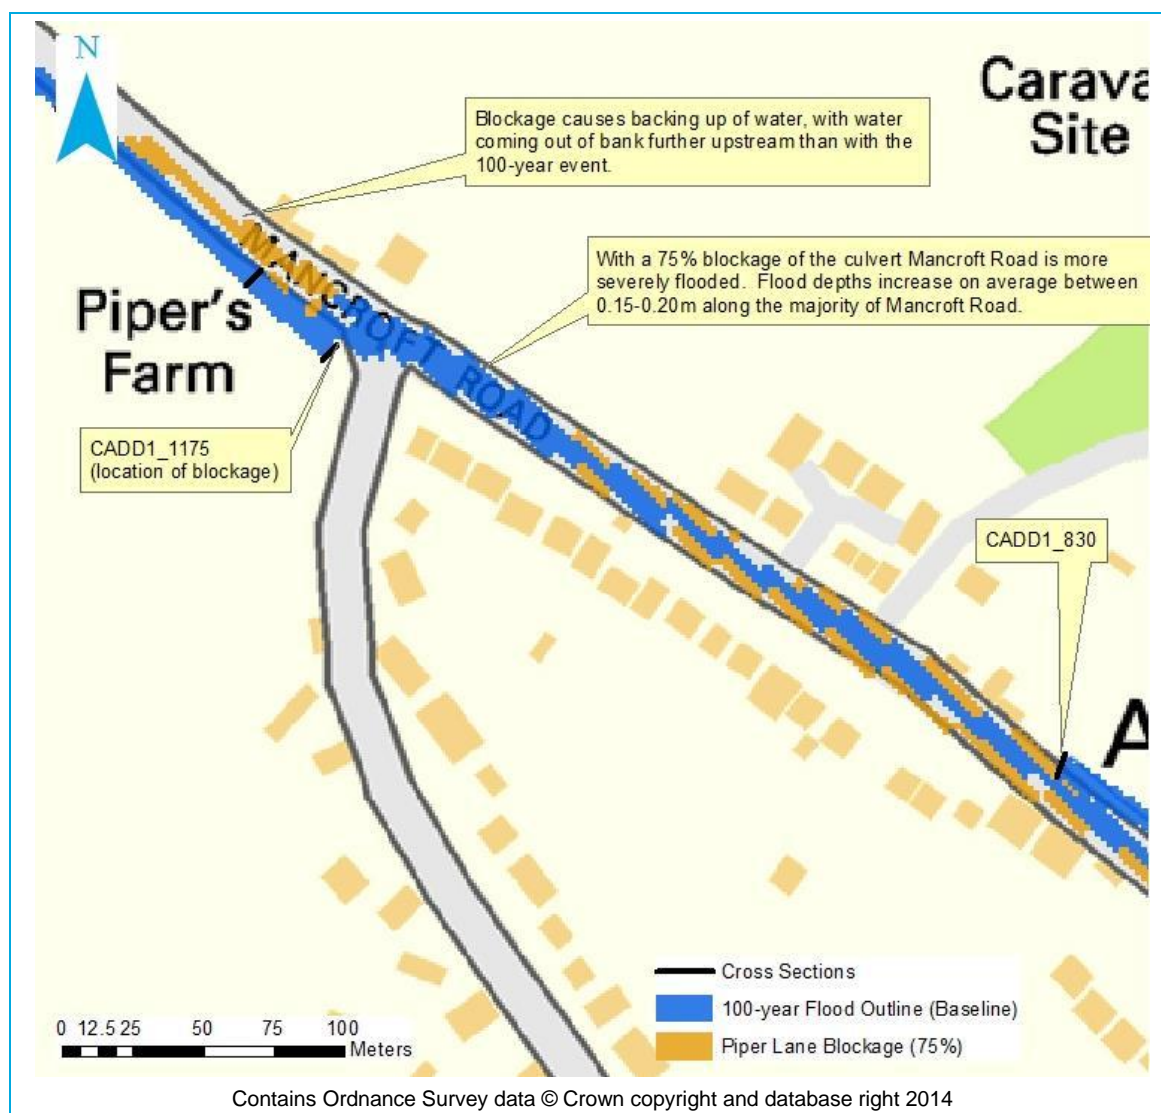 N
Carava
Site
Blockage causes backing up of water, with water
coming out of bank further upstream than with the
100-year event.
MANCROFT ROAD
With a 75% blockage of the culvert Mancroft Road is more
severely flooded. Flood depths increase on average between
0.15-0.20m along the majority of Mancroft Road.
Piper's
Farm
CADD1_1175
(location of blockage)
CADD1_830
A
Cross Sections
100-year Flood Outline (Baseline)
Piper Lane Blockage (75%)
0 12.5 25 50 75 100
Meters
Contains Ordnance Survey data © Crown copyright and database right 2014